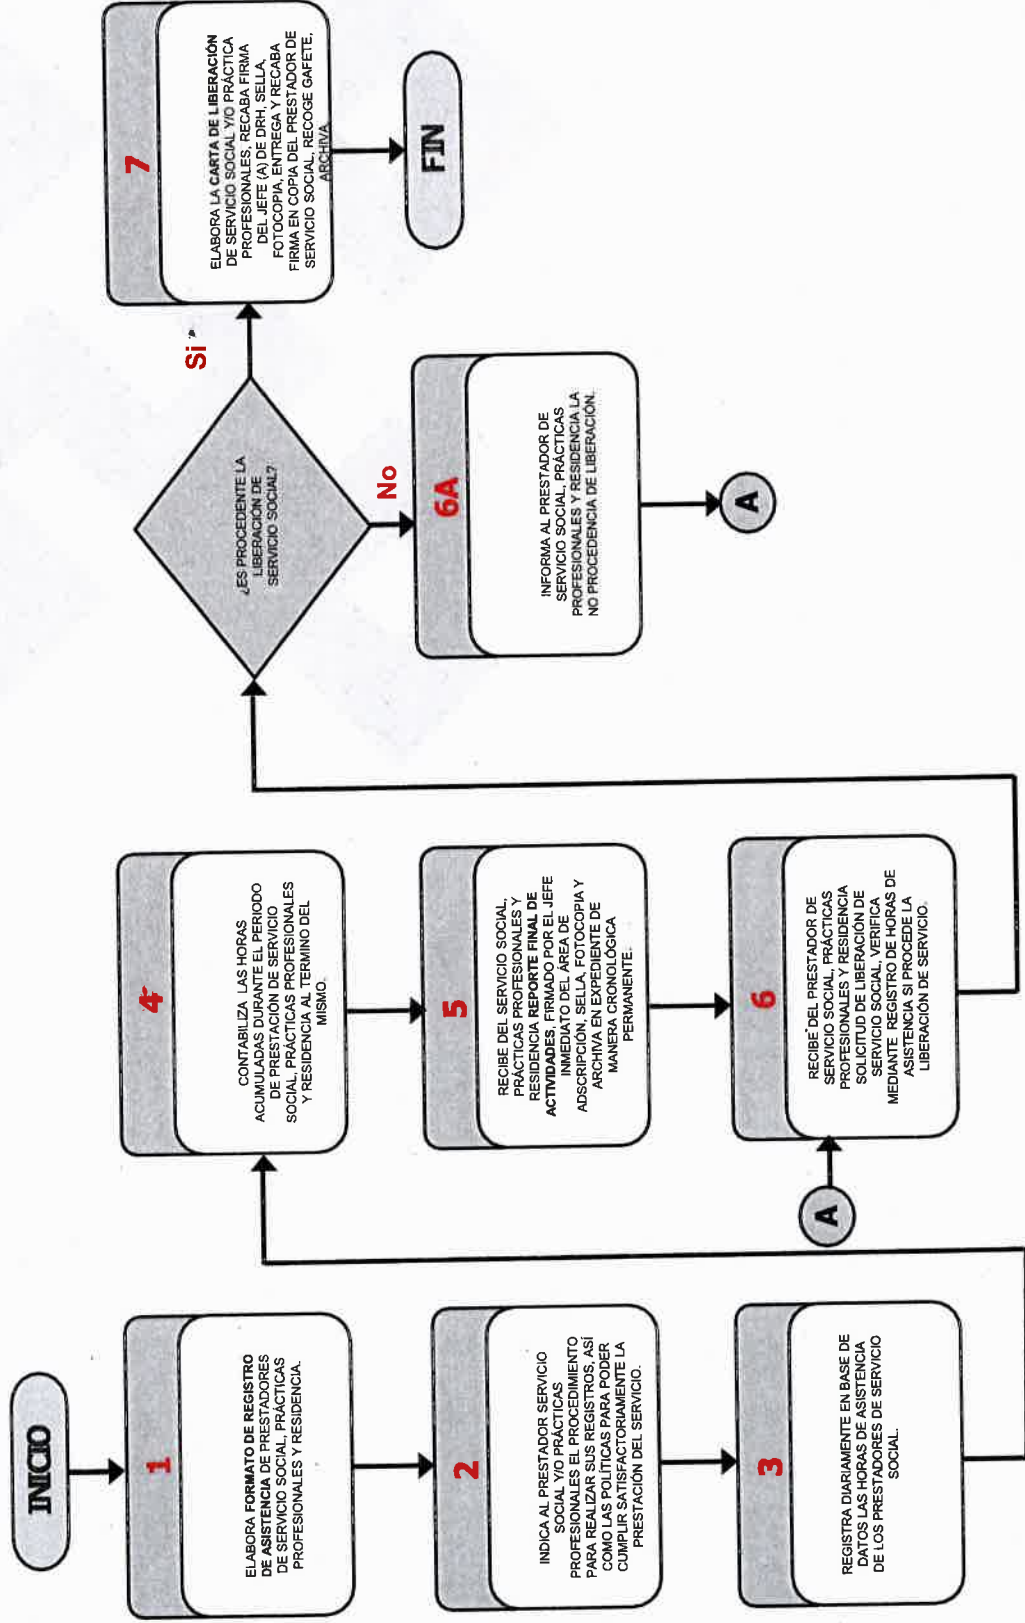 INICIO
1
ELABORA FORMATO DE REGISTRO
DE ASISTENCIA DE PRESTADORES
DE SERVICIO SOCIAL, PRÁCTICAS
PROFESIONALES Y RESIDENCIA.
2
INDICA AL PRESTADOR SERVICIO
SOCIAL Y/O PRÁCTICAS
PROFESIONALES EL PROCEDIMIENTO
PARA REALIZAR SUS REGISTROS, ASÍ
COMO LAS POLÍTICAS PARA PODER
CUMPLIR SATISFACTORIAMENTE LA
PRESTACIÓN DEL SERVICIO.
3
REGISTRA DIARIAMENTE EN BASE DE
DATOS LAS HORAS DE ASISTENCIA
DE LOS PRESTADORES DE SERVICIO
SOCIAL.
4
CONTABILIZA LAS HORAS
ACUMULADAS DURANTE EL PERIODO
DE PRESTACIÓN DE SERVICIO
SOCIAL, PRÁCTICAS PROFESIONALES
Y RESIDENCIA AL TERMINO DEL
MISMO.
5
RECIBE DEL SERVICIO SOCIAL,
PRÁCTICAS PROFESIONALES Y
RESIDENCIA REPORTE FINAL DE
ACTIVIDADES, FIRMADO POR EL JEFE
INMEDIATO DEL ÁREA DE
ADSCRIPCIÓN, SELLA, FOTOCOPIA Y
ARCHIVA EN EXPEDIENTE DE
MANERA CRONOLÓGICA
PERMANENTE.
A
6
RECIBE DEL PRESTADOR DE
SERVICIO SOCIAL, PRÁCTICAS
PROFESIONALES Y RESIDENCIA
SOLICITUD DE LIBERACIÓN DE
SERVICIO SOCIAL, VERIFICA
MEDIANTE REGISTRO DE HORAS DE
ASISTENCIA SI PROCEDE LA
LIBERACIÓN DE SERVICIO.
¿ES PROCEDENTE LA
LIBERACIÓN DE
SERVICIO SOCIAL?
Si
No
6A
INFORMA AL PRESTADOR DE
SERVICIO SOCIAL, PRÁCTICAS
PROFESIONALES Y RESIDENCIA LA
NO PROCEDENCIA DE LIBERACIÓN.
A
7
ELABORA LA CARTA DE LIBERACIÓN
DE SERVICIO SOCIAL Y/O PRÁCTICA
PROFESIONALES, RECABA FIRMA
DEL JEFE (A) DE DRH, SELLA,
FOTOCOPIA, ENTREGA Y RECABA
FIRMA EN COPIA DEL PRESTADOR DE
SERVICIO SOCIAL, RECOGE GAFETE,
ARCHIVA
FIN